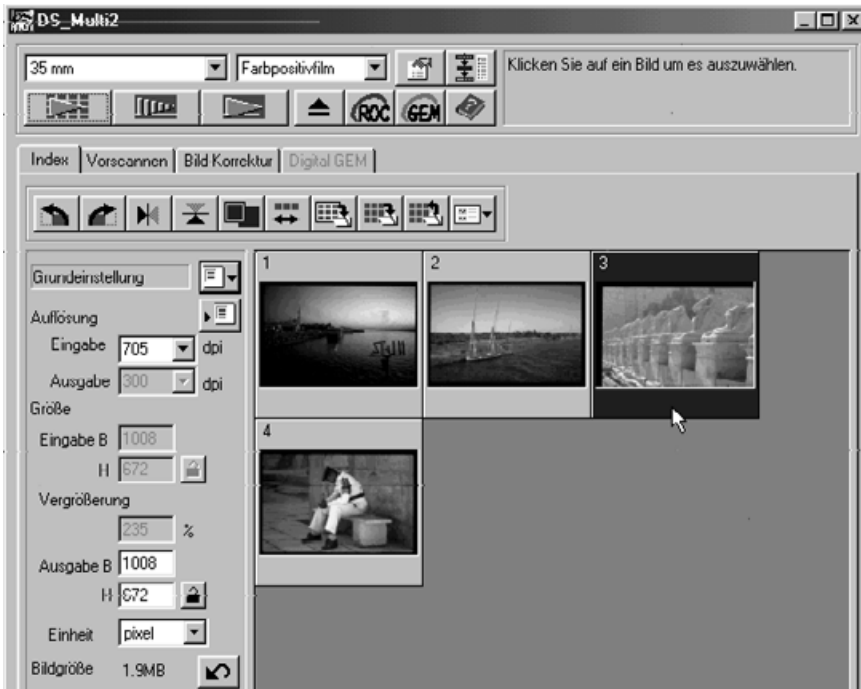 DS_Multi2
35 mm
Farbpositivfilm
Klicken Sie auf ein Bild um es auszuwählen.
ROC
GEM
Index
Vorscannen
Bild Korrektur
Digital GEM
Grundeinstellung
Auflösung
Eingabe 705 dpi
Ausgabe 300 dpi
Größe
Eingabe B 1008
H 672
Vergrößerung
235 %
Ausgabe B 1008
H 672
Einheit pixel
Bildgröße 1.9MB
1
2
3
4